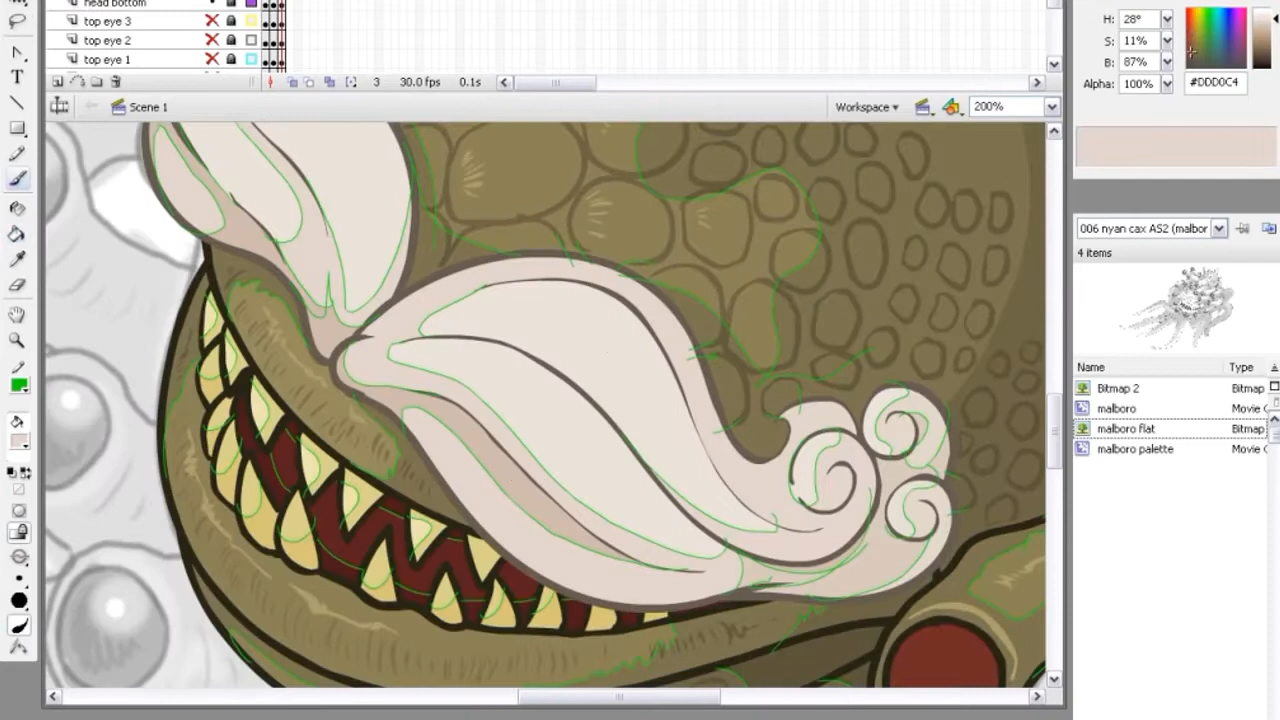 head bottom
top eye 3
top eye 2
top eye 1
3 30.0 fps 0.1s
Scene 1
Workspace
200%
H: 28°
S: 11%
B: 87%
Alpha: 100%
#DDD0C4
006 nyan cax AS2 (malbor
4 items
Name Type
Bitmap 2 Bitmap
malboro Movie C
malboro flat Bitmap
malboro palette Movie C